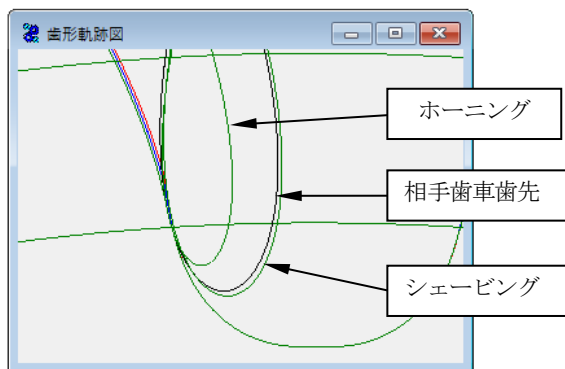 歯形軌跡図
ホーニング
相手歯車歯先
シェービング